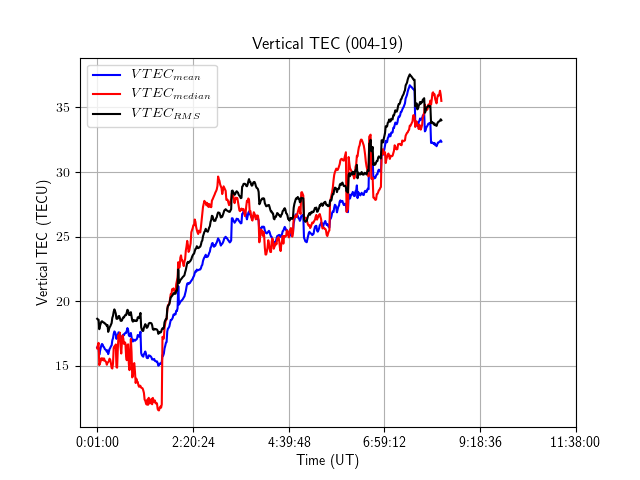 Vertical TEC (004-19)
VTEC_mean
VTEC_median
VTEC_RMS
Vertical TEC (TECU)
35
30
25
20
15
0:01:00 2:20:24 4:39:48 6:59:12 9:18:36 11:38:00
Time (UT)